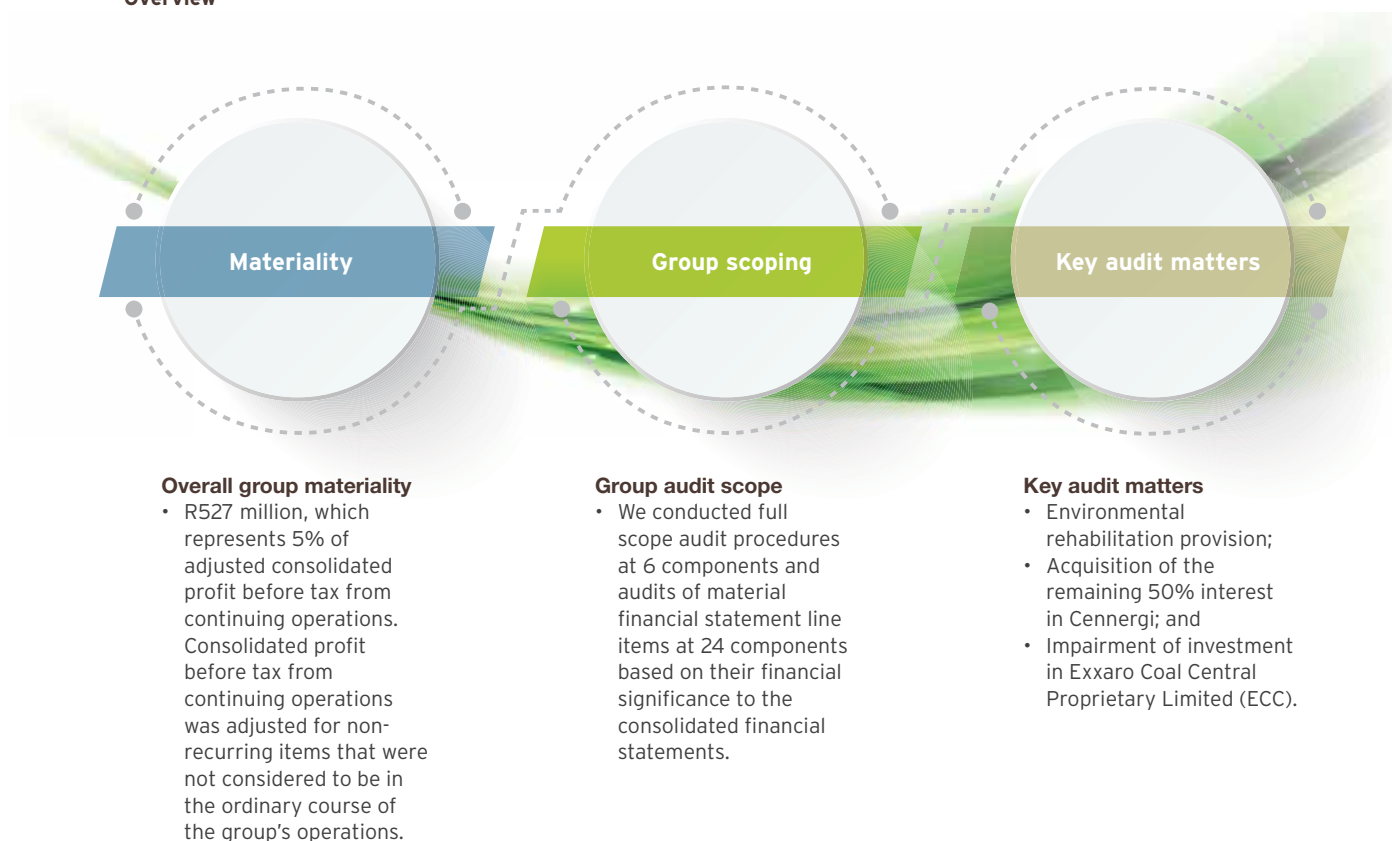 Overview
Materiality
Group scoping
Key audit matters
Overall group materiality
• R527 million, which
represents 5% of
adjusted consolidated
profit before tax from
continuing operations.
Consolidated profit
before tax from
continuing operations
was adjusted for non-
recurring items that were
not considered to be in
the ordinary course of
the group's operations.
Group audit scope
• We conducted full
scope audit procedures
at 6 components and
audits of material
financial statement line
items at 24 components
based on their financial
significance to the
consolidated financial
statements.
Key audit matters
• Environmental
rehabilitation provision;
• Acquisition of the
remaining 50% interest
in Cennergi; and
• Impairment of investment
in Exxaro Coal Central
Proprietary Limited (ECC).